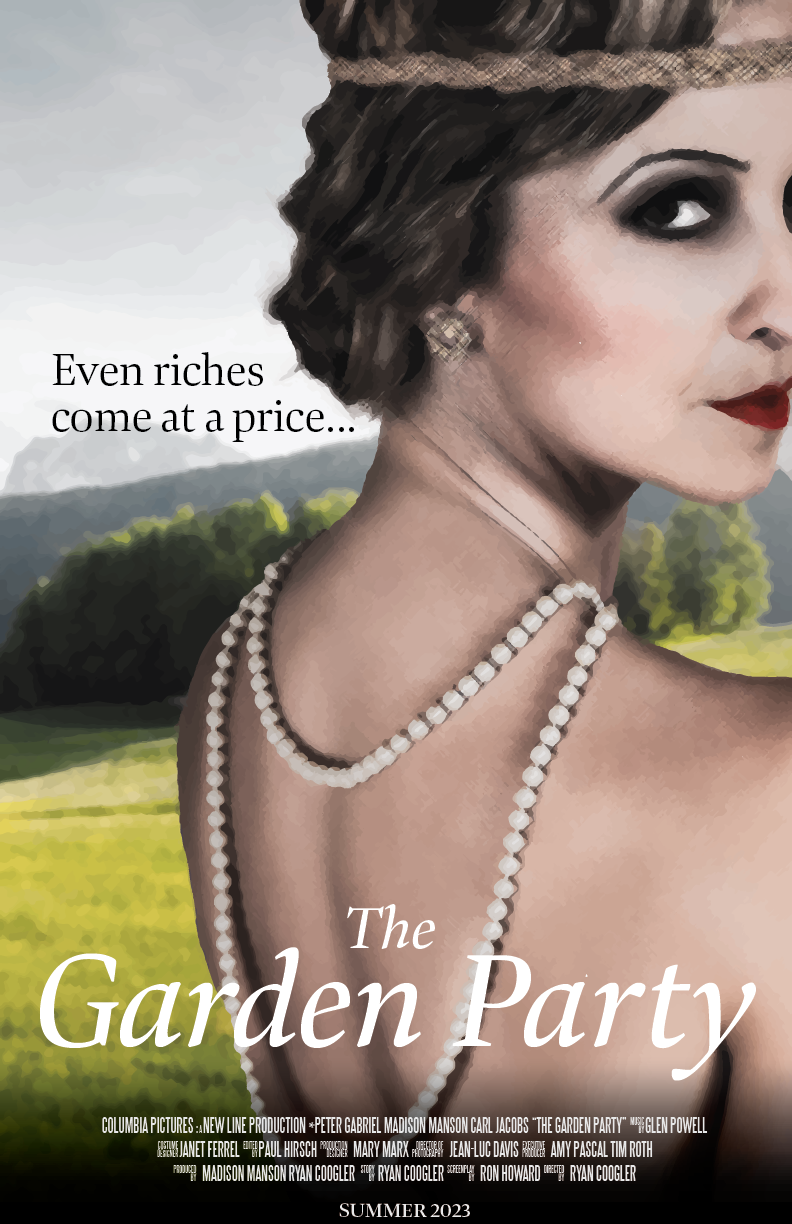 Even riches
come at a price...
The
Garden Party
COLUMBIA PICTURES :A NEW LINE PRODUCTION *PETER GABRIEL MADISON MANSON CARL JACOBS "THE GARDEN PARTY" MUSIC BY GLEN POWELL
COSTUME DESIGNER JANET FERREL EDITED BY PAUL HIRSCH PRODUCTION DESIGNER MARY MARX DIRECTOR OF PHOTOGRAPHY JEAN-LUC DAVIS EXECUTIVE PRODUCER AMY PASCAL TIM ROTH
PRODUCED BY MADISON MANSON RYAN COOGLER STORY BY RYAN COOGLER SCREENPLAY BY RON HOWARD DIRECTED BY RYAN COOGLER
SUMMER 2023